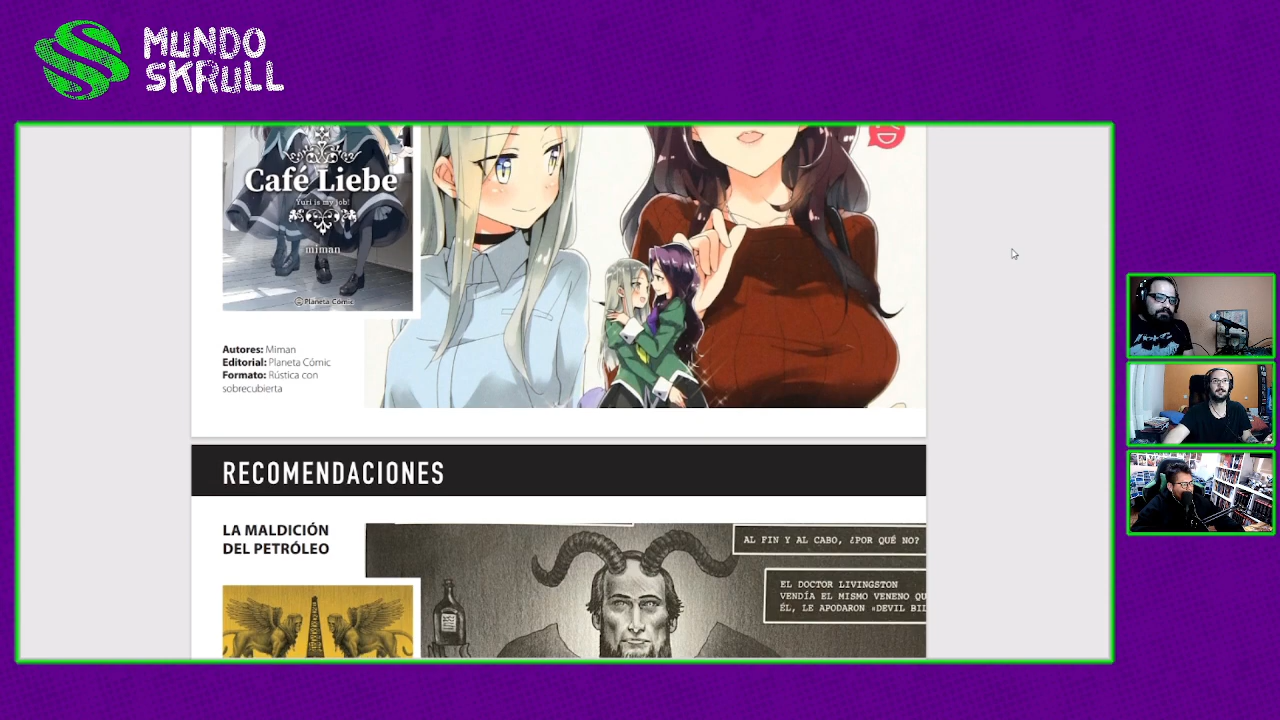 MUNDO
SKRULL
Café Liebe
Yuri is my job!
miman
Planeta Cómic
Autores: Miman
Editorial: Planeta Cómic
Formato: Rústica con
sobrecubierta
RECOMENDACIONES
LA MALDICIÓN
DEL PETRÓLEO
AL FIN Y AL CABO, ¿POR QUÉ NO?
EL DOCTOR LIVINGSTON
VENDÍA EL MISMO VENENO QU
ÉL, LE APODARON «DEVIL BIL